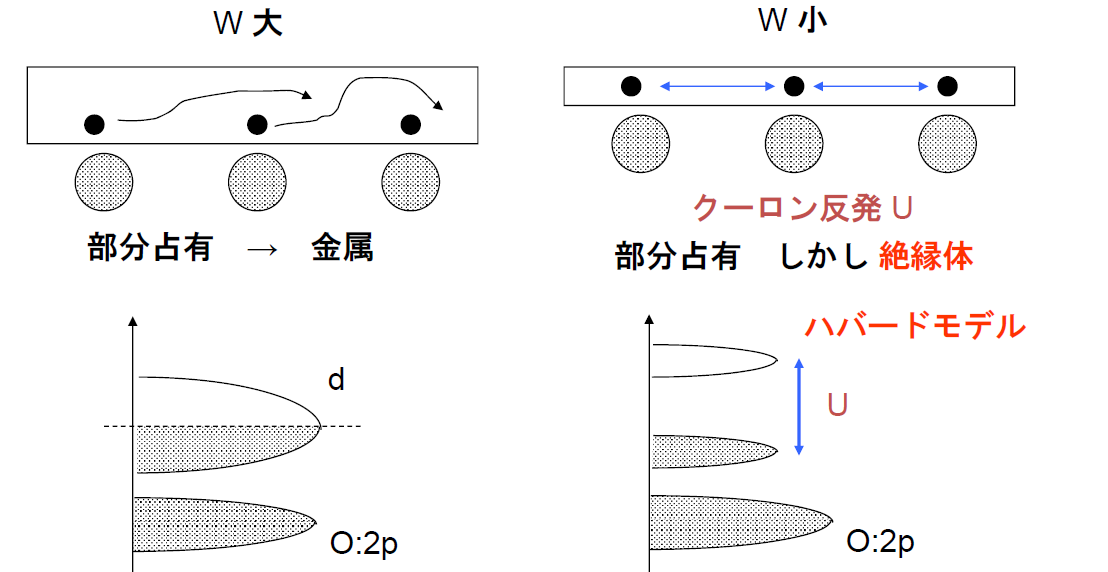 W 大
W 小
クーロン反発 U
部分占有 → 金属
部分占有 しかし 絶縁体
ハバードモデル
d
U
O:2p
O:2p